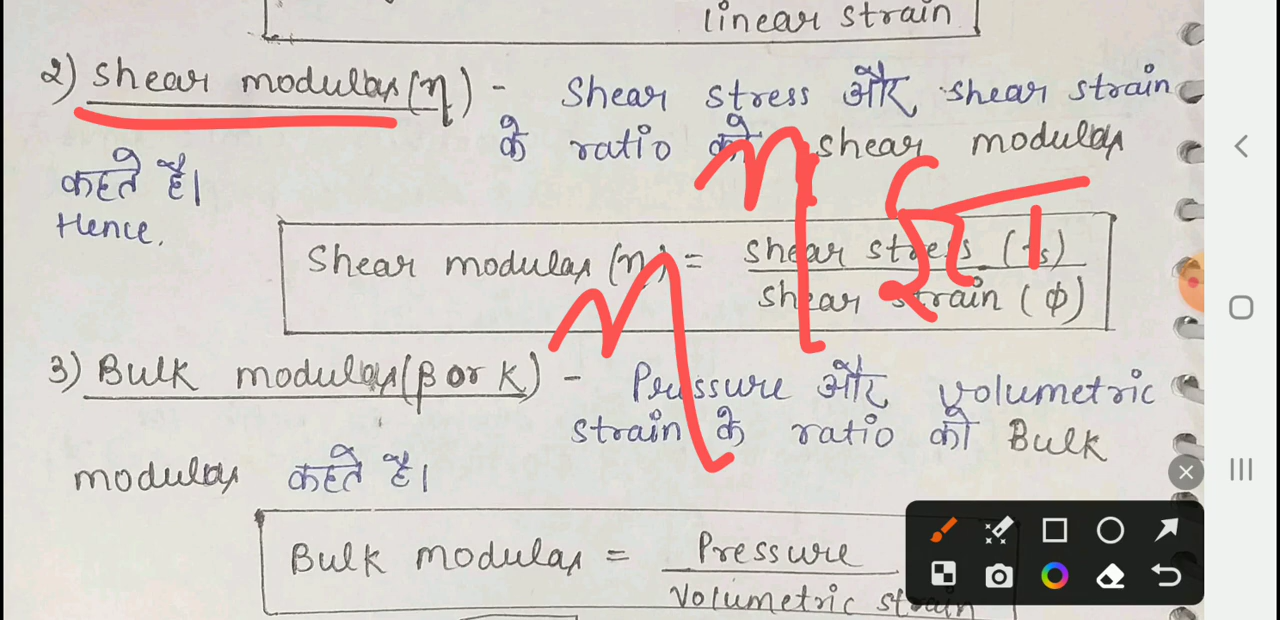 linear strain
2) Shear modulas (η) - Shear stress और shear strain
के ratio को shear modulas
कहते है।
Hence,
Shear modulas (η) = shear stress (fs)
shear strain (ϕ)
3) Bulk modulas (β or K) - Pressure और volumetric
strain के ratio को Bulk
modulas कहते है।
Bulk modulas = Pressure
Volumetric strain
η
η
इटा